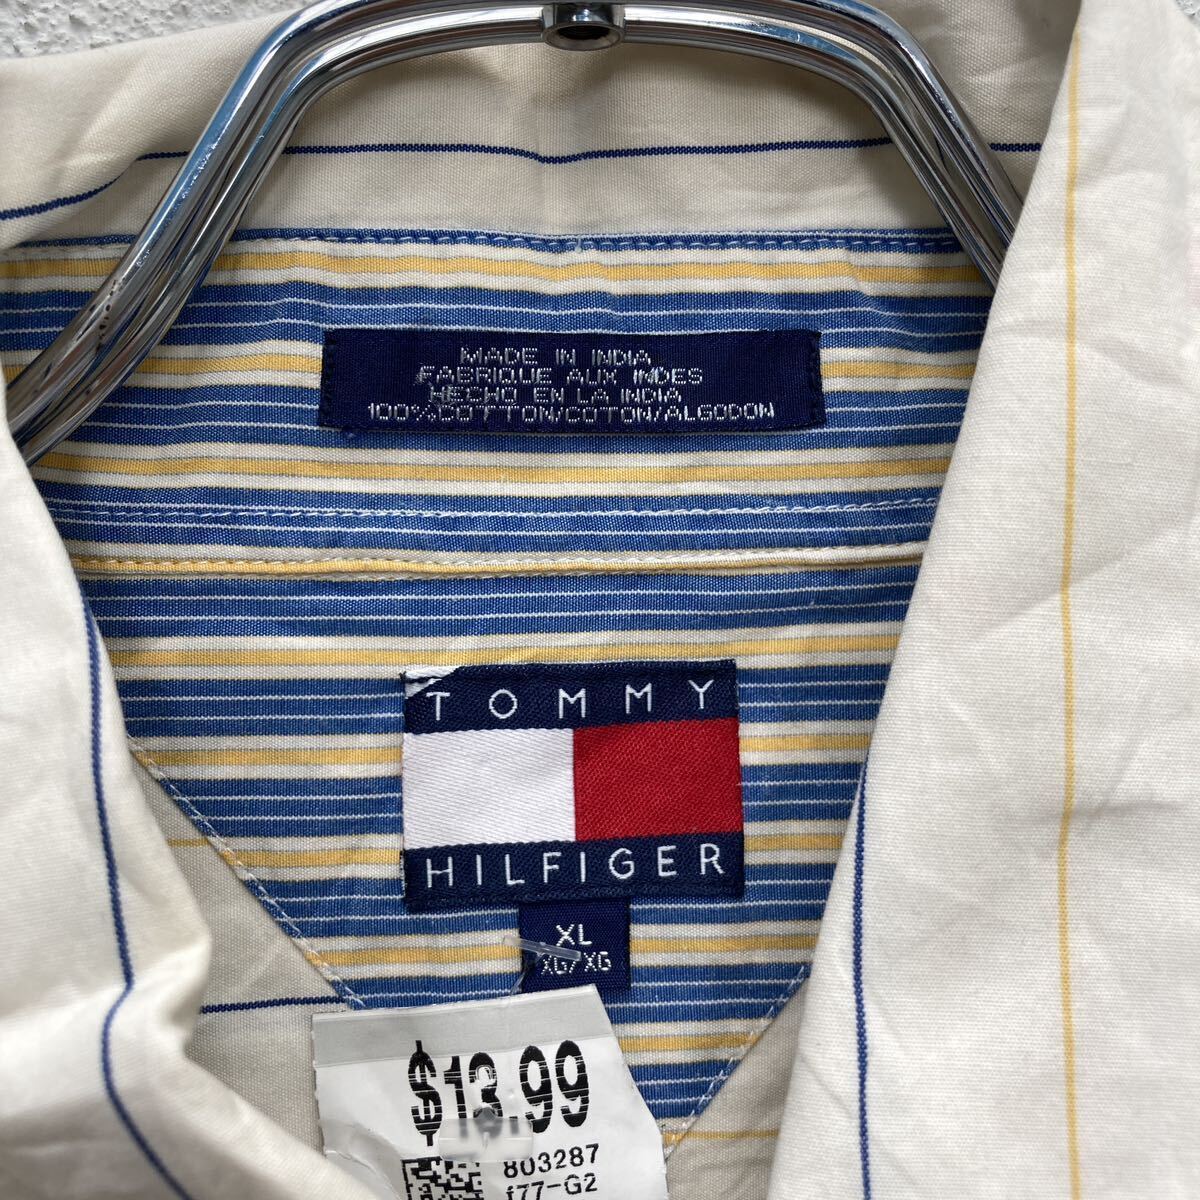 MADE IN INDIA
FABRIQUE AUX INDES
HECHO EN LA INDIA
100%COTTON/COTON/ALGODON
TOMMY
HILFIGER
XL
XG/XG
$13.99
803287
f77-G2